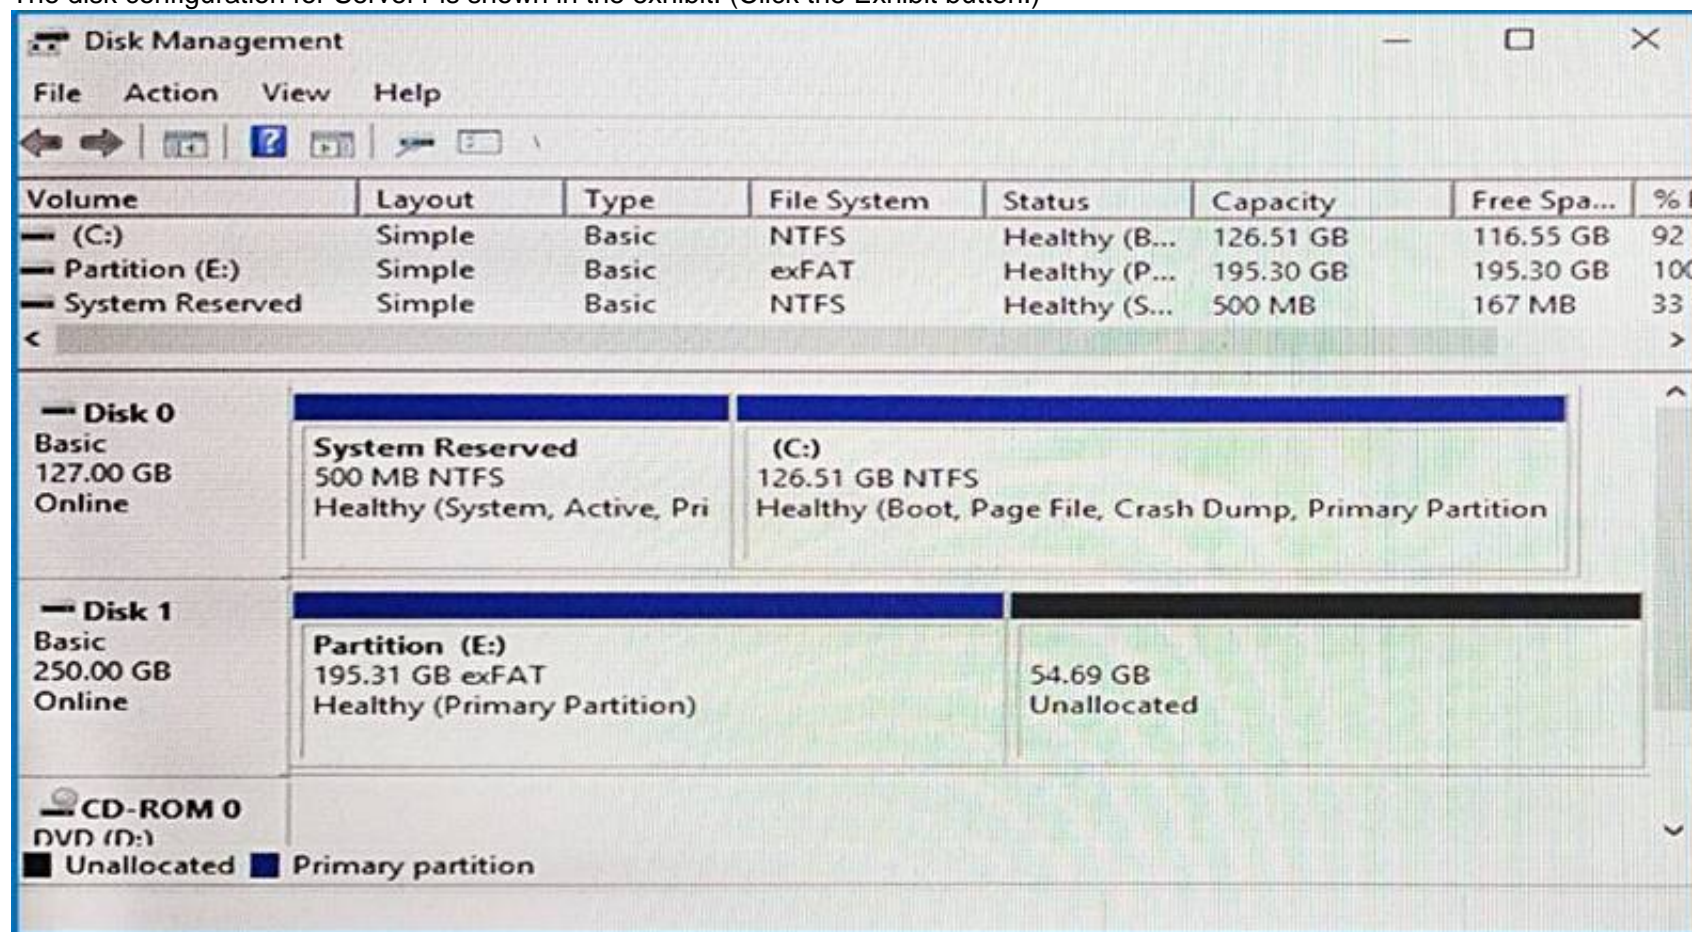 The disk configuration for Server1 is shown in the exhibit. (Click the Exhibit button.)
Disk Management
File Action View Help
Volume Layout Type File System Status Capacity Free Spa... %
(C:) Simple Basic NTFS Healthy (B... 126.51 GB 116.55 GB 92
Partition (E:) Simple Basic exFAT Healthy (P... 195.30 GB 195.30 GB 100
System Reserved Simple Basic NTFS Healthy (S... 500 MB 167 MB 33
Disk 0
Basic
127.00 GB
Online
System Reserved
500 MB NTFS
Healthy (System, Active, Pri
(C:)
126.51 GB NTFS
Healthy (Boot, Page File, Crash Dump, Primary Partition
Disk 1
Basic
250.00 GB
Online
Partition (E:)
195.31 GB exFAT
Healthy (Primary Partition)
54.69 GB
Unallocated
CD-ROM 0
DVD (D:)
Unallocated Primary partition